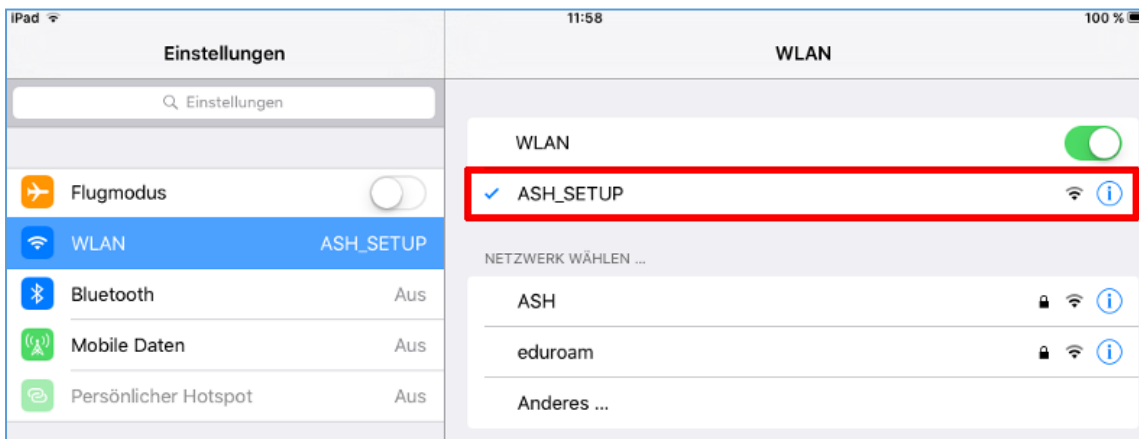 iPad 11:58 100 %
Einstellungen
Einstellungen
Flugmodus
WLAN ASH_SETUP
Bluetooth Aus
Mobile Daten Aus
Persönlicher Hotspot Aus
WLAN
WLAN
ASH_SETUP
NETZWERK WÄHLEN ...
ASH
eduroam
Anderes ...